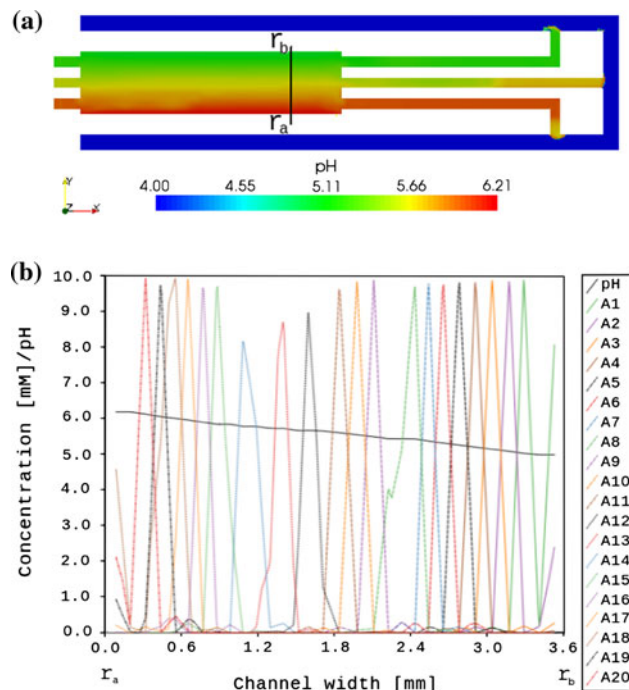 (a)
r_b
r_a
pH
4.00 4.55 5.11 5.66 6.21
Y
Z X
(b)
Concentration [mM]/pH
10.0
9.0
8.0
7.0
6.0
5.0
4.0
3.0
2.0
1.0
0.0
0.0 0.6 1.2 1.8 2.4 3.0 3.6
r_a Channel width [mm] r_b
pH
A1
A2
A3
A4
A5
A6
A7
A8
A9
A10
A11
A12
A13
A14
A15
A16
A17
A18
A19
A20